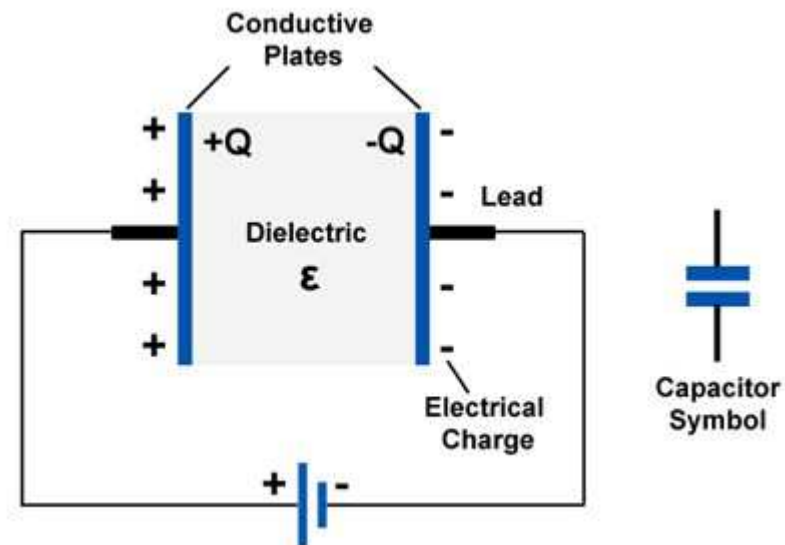 Conductive
Plates
+ +Q -Q -
+ -
Lead
Dielectric
ε
+ -
+ -
Electrical
Charge
+ -
Capacitor
Symbol